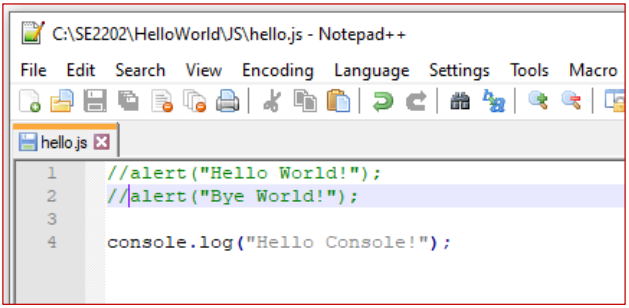 C:\SE2202\HelloWorld\JS\hello.js - Notepad++
File Edit Search View Encoding Language Settings Tools Macro
hello.js
1 //alert("Hello World!");
2 //alert("Bye World!");
3
4 console.log("Hello Console!");